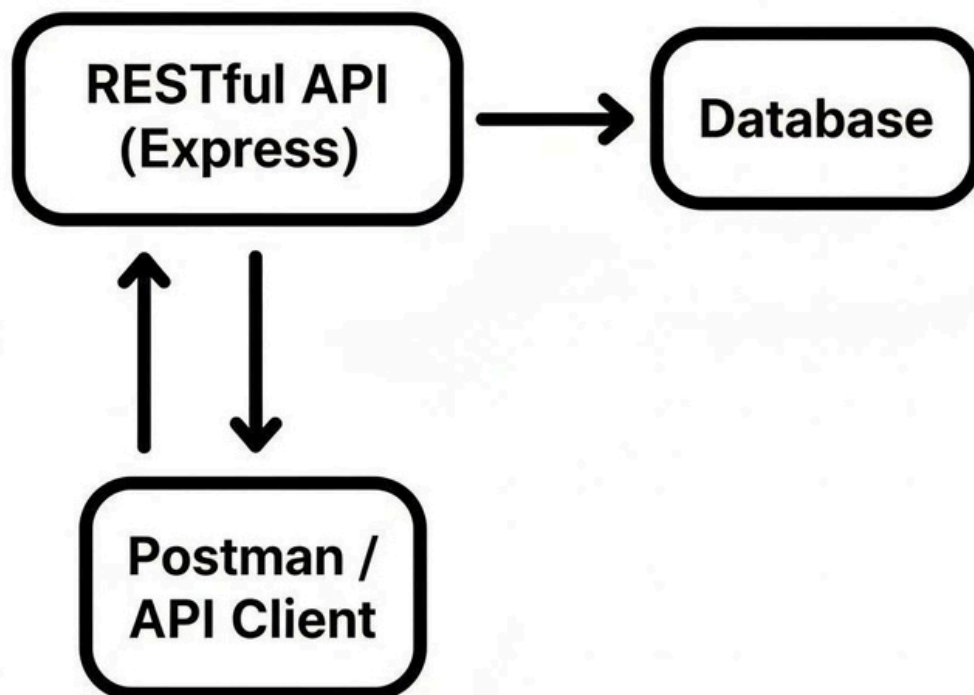 RESTful API
(Express)
Database
Postman /
API Client